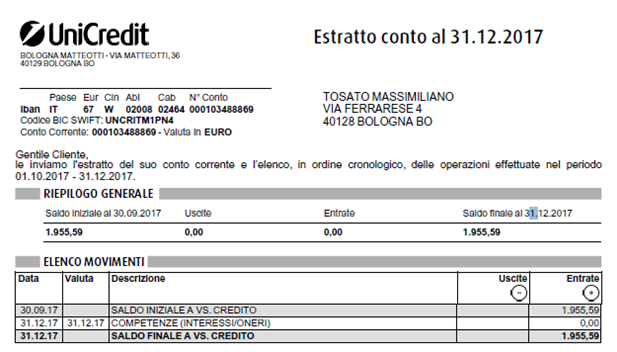 UniCredit
BOLOGNA MATTEOTTI - VIA MATTEOTTI, 36
40129 BOLOGNA BO
Estratto conto al 31.12.2017
Paese Eur Cin Abi Cab N° Conto
Iban IT 67 W 02008 02464 000103488869
Codice BIC SWIFT: UNCRITM1PN4
Conto Corrente: 000103488869 - Valuta in EURO
TOSATO MASSIMILIANO
VIA FERRARESE 4
40128 BOLOGNA BO
Gentile Cliente,
le inviamo l'estratto del suo conto corrente e l'elenco, in ordine cronologico, delle operazioni effettuate nel periodo
01.10.2017 - 31.12.2017.
RIEPILOGO GENERALE
Saldo iniziale al 30.09.2017 Uscite Entrate Saldo finale al 31.12.2017
1.955,59 0,00 0,00 1.955,59
ELENCO MOVIMENTI
Data Valuta Descrizione Uscite Entrate
- +
30.09.17 SALDO INIZIALE A VS. CREDITO 1.955,59
31.12.17 31.12.17 COMPETENZE (INTERESSI/ONERI) 0,00
31.12.17 SALDO FINALE A VS. CREDITO 1.955,59